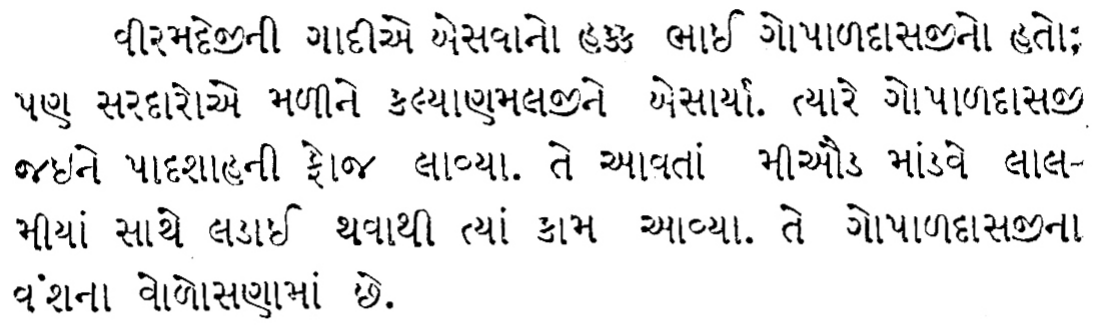 વીરમદેજીની ગાદીએ બેસવાનો હક્ક ભાઈ ગોપાળદાસજીનો હતો;
પણ સરદારોએ મળીને કલ્યાણમલજીને બેસાર્યા. ત્યારે ગોપાળદાસજી
જઇને પાદશાહની ફોજ લાવ્યા. તે આવતાં મીઔડ માંડવે લાલ-
મીયાં સાથે લડાઈ થવાથી ત્યાં કામ આવ્યા. તે ગોપાળદાસજીના
વંશના વોળોસણામાં છે.